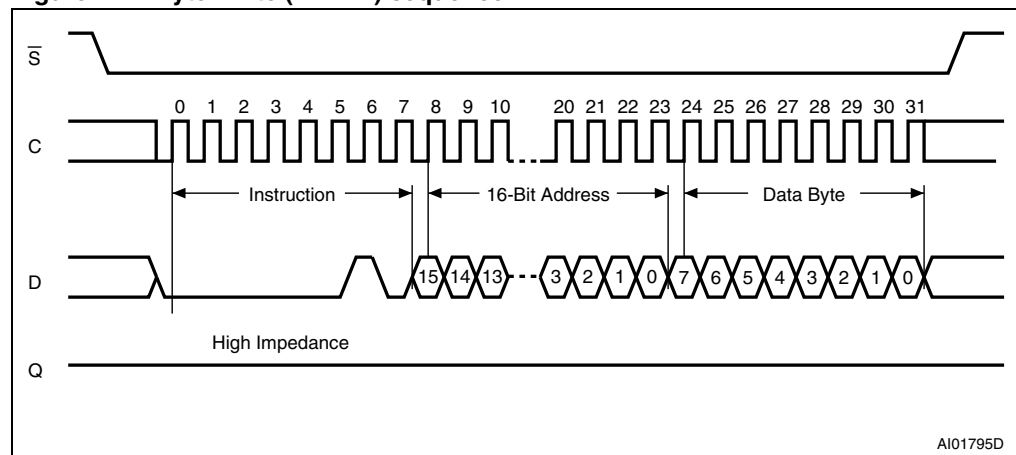 S
0 1 2 3 4 5 6 7 8 9 10 20 21 22 23 24 25 26 27 28 29 30 31
C
Instruction 16-Bit Address Data Byte
D 15 14 13 3 2 1 0 7 6 5 4 3 2 1 0
High Impedance
Q
AI01795D